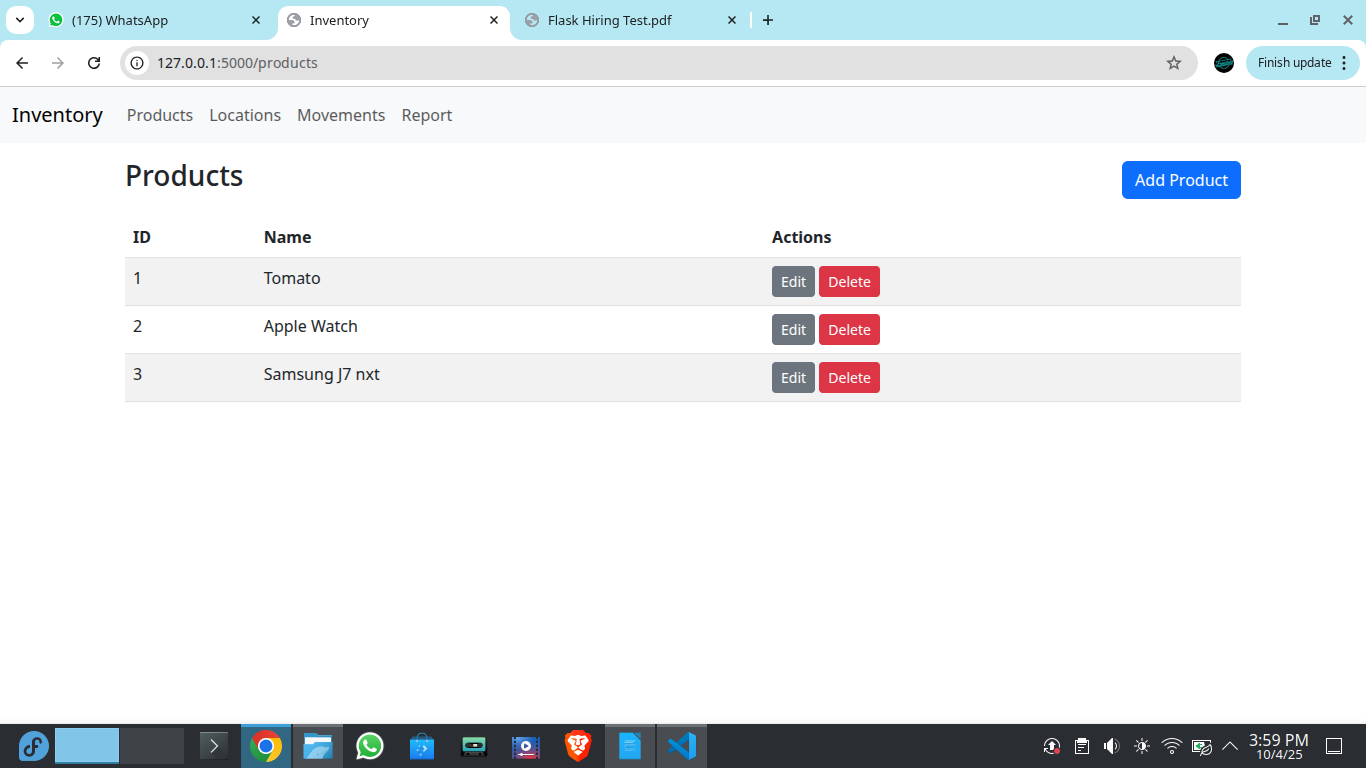 (175) WhatsApp
Inventory
Flask Hiring Test.pdf
127.0.0.1:5000/products
Finish update
Inventory Products Locations Movements Report
Products
Add Product
ID Name Actions
1 Tomato Edit Delete
2 Apple Watch Edit Delete
3 Samsung J7 nxt Edit Delete
3:59 PM
10/4/25